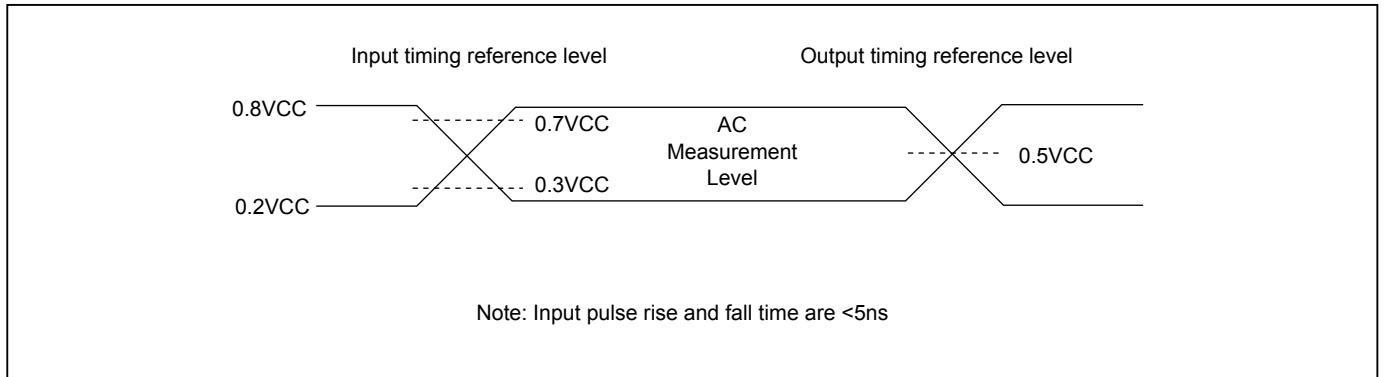 Input timing reference level
Output timing reference level
0.8VCC
0.7VCC
AC
Measurement
Level
0.5VCC
0.3VCC
0.2VCC
Note: Input pulse rise and fall time are <5ns